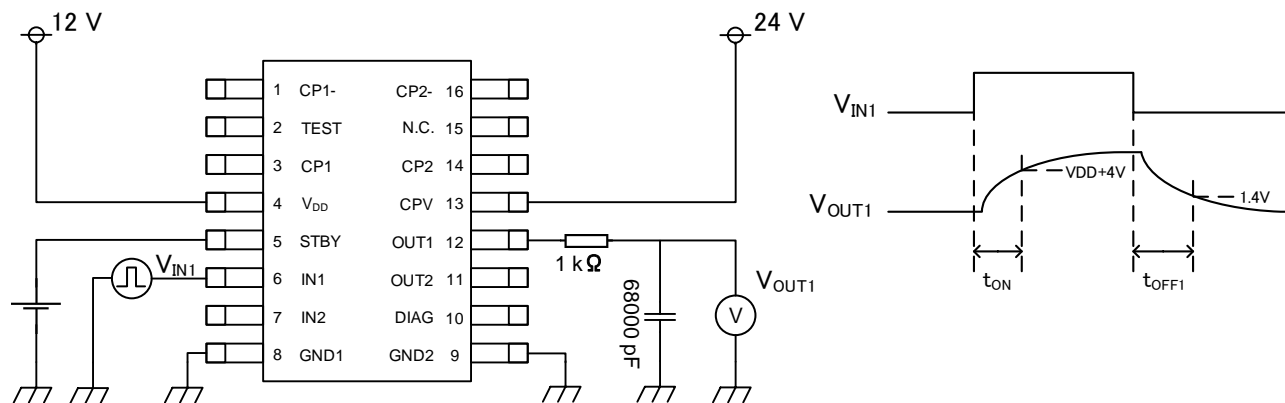 12 V
24 V
1 CP1-
2 TEST
3 CP1
4 VDD
5 STBY
6 IN1
7 IN2
8 GND1
CP2- 16
N.C. 15
CP2 14
CPV 13
OUT1 12
OUT2 11
DIAG 10
GND2 9
VIN1
1 kΩ
68000 pF
VOUT1
V
VIN1
VOUT1
VDD+4V
1.4V
tON
tOFF1